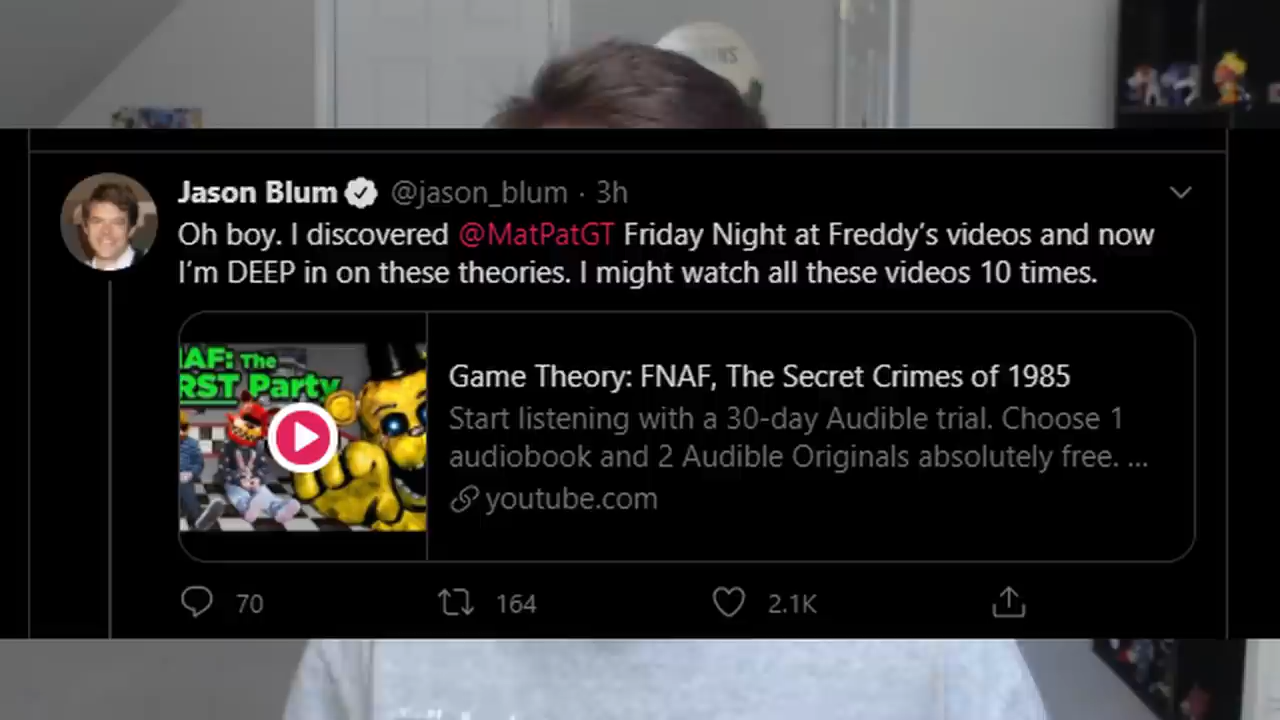 Jason Blum @jason_blum · 3h
Oh boy. I discovered @MatPatGT Friday Night at Freddy's videos and now
I'm DEEP in on these theories. I might watch all these videos 10 times.
IAF: The
RST Party
Game Theory: FNAF, The Secret Crimes of 1985
Start listening with a 30-day Audible trial. Choose 1
audiobook and 2 Audible Originals absolutely free. ...
youtube.com
70 164 2.1K